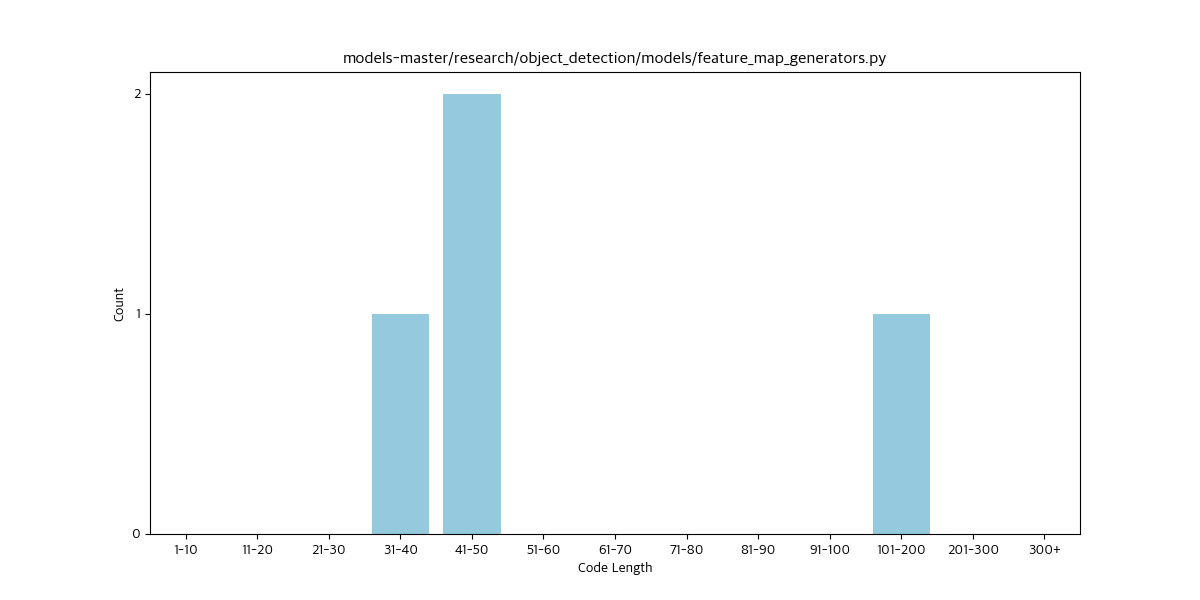 models-master/research/object_detection/models/feature_map_generators.py
2
1
0
Count
1-10 11-20 21-30 31-40 41-50 51-60 61-70 71-80 81-90 91-100 101-200 201-300 300+
Code Length